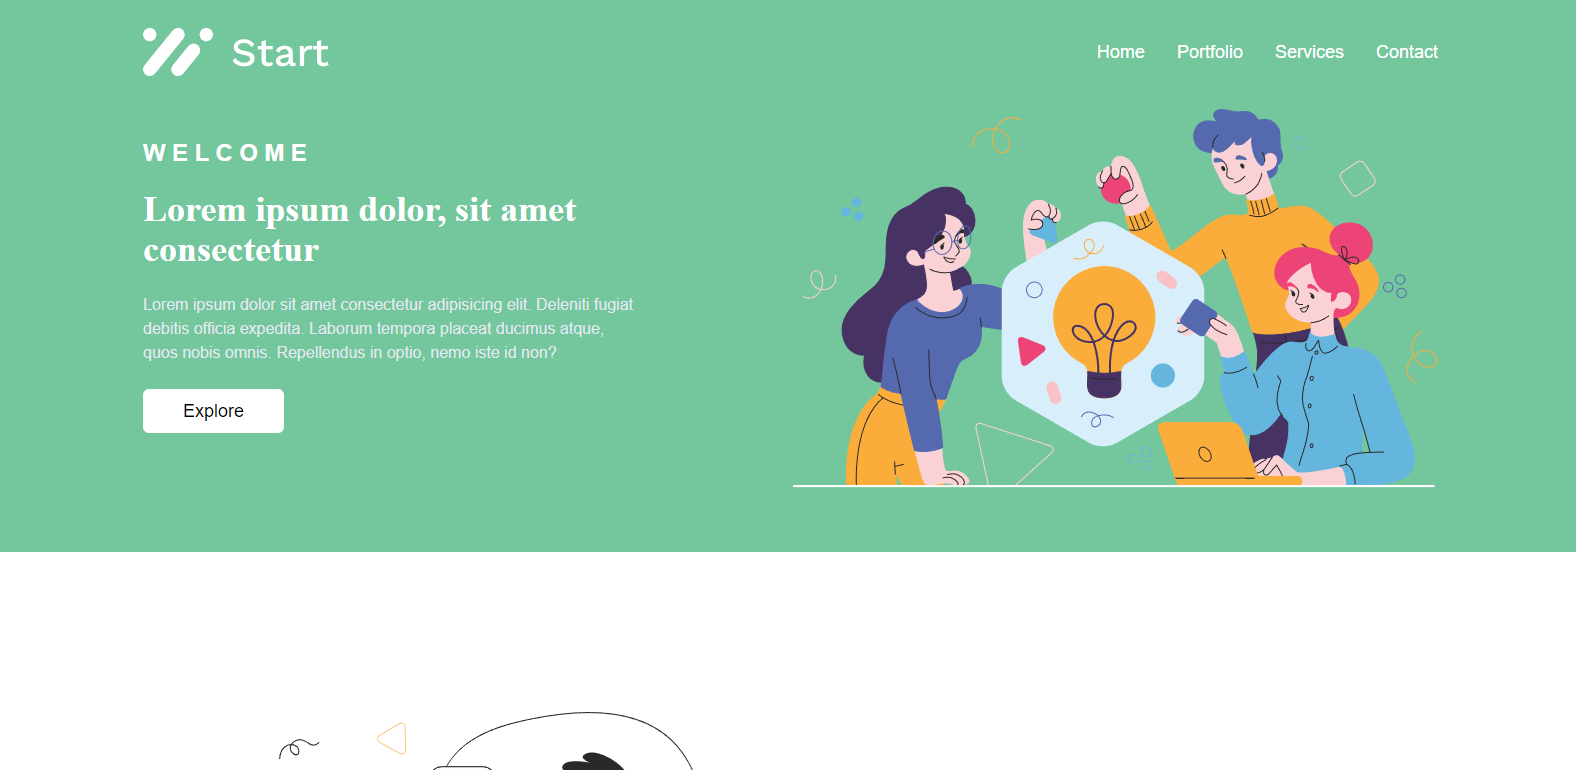 Start
Home Portfolio Services Contact
WELCOME
Lorem ipsum dolor, sit amet
consectetur
Lorem ipsum dolor sit amet consectetur adipisicing elit. Deleniti fugiat
debitis officia expedita. Laborum tempora placeat ducimus atque,
quos nobis omnis. Repellendus in optio, nemo iste id non?
Explore